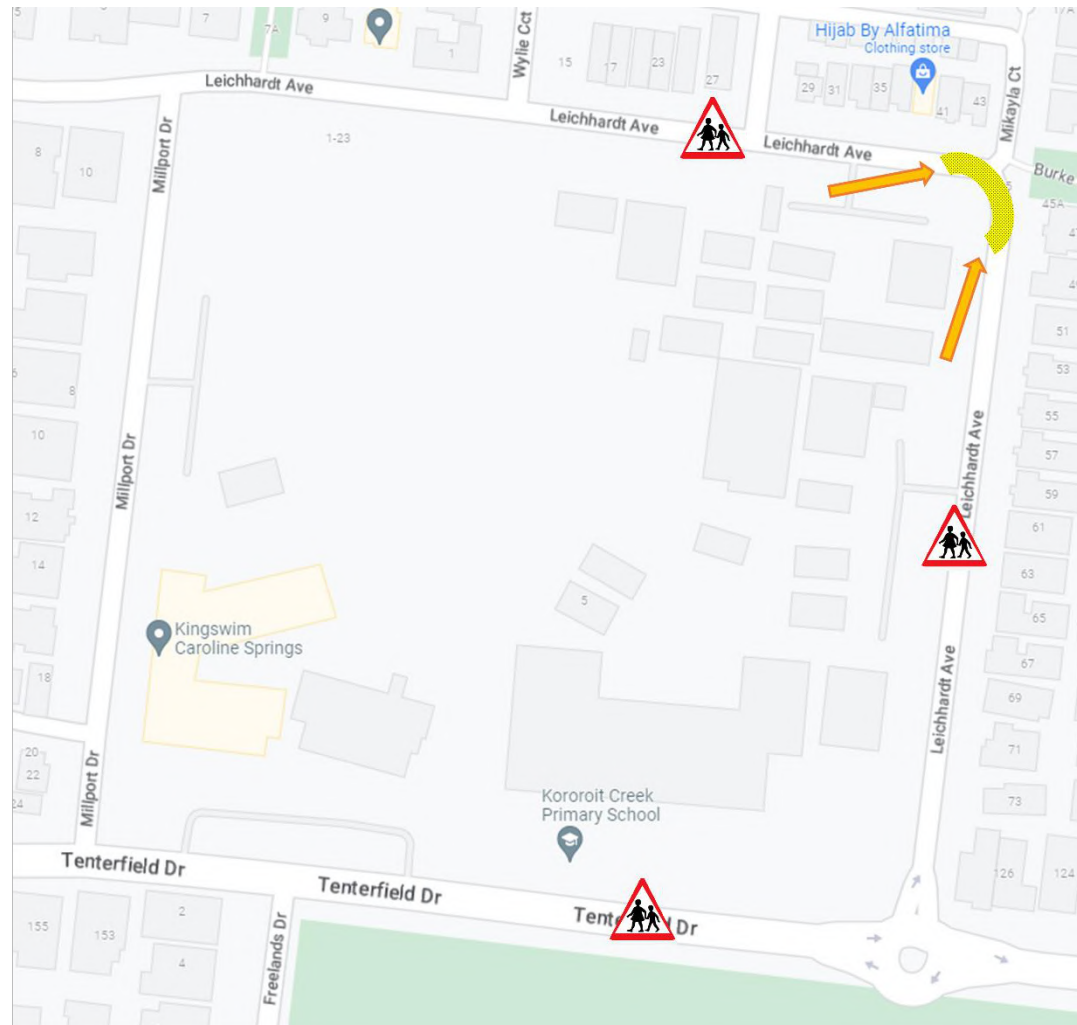 7A
7
9
1
Wylie Cct
15
17
23
27
Hijab By Alfatima
Clothing store
29
31
35
41
43
17A
Mikayla Ct
Leichhardt Ave
Leichhardt Ave
Leichhardt Ave
Burke
45A
1-23
Millport Dr
8
10
51
53
55
57
59
61
63
65
67
69
71
73
Leichhardt Ave
Leichhardt Ave
8
10
12
14
18
20
22
24
Millport Dr
Millport Dr
5
Kingswim
Caroline Springs
Kororoit Creek
Primary School
Tenterfield Dr
Tenterfield Dr
Dr
155
153
2
4
Freelands Dr
126
124